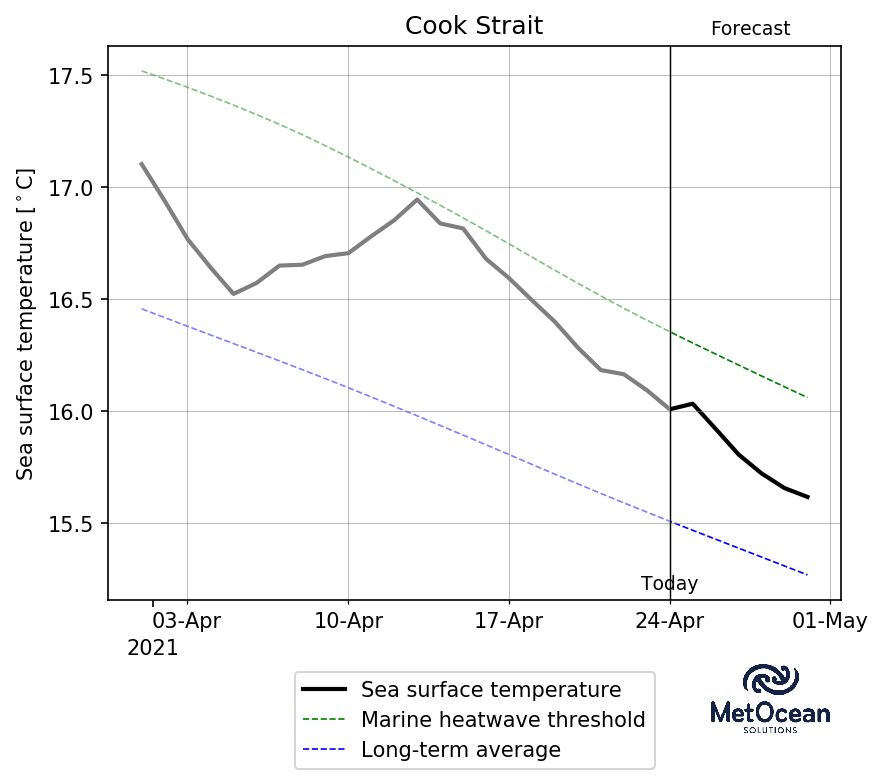 Cook Strait
Forecast
Sea surface temperature [°C]
17.5
17.0
16.5
16.0
15.5
Today
03-Apr 10-Apr 17-Apr 24-Apr 01-May
2021
Sea surface temperature
Marine heatwave threshold
Long-term average
MetOcean
SOLUTIONS